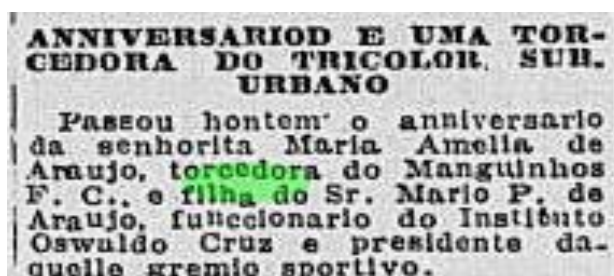 ANNIVERSARIOD E UMA TOR-
CEDORA DO TRICOLOR SUB.
URBANO
Passou hontem o anniversario
da senhorita Maria Amelia de
Araujo, torcedora do Manguinhos
F. C., e filha do Sr. Mario P. de
Araujo, funccionario do Instituto
Oswaldo Cruz e presidente da-
quelle gremio sportivo.